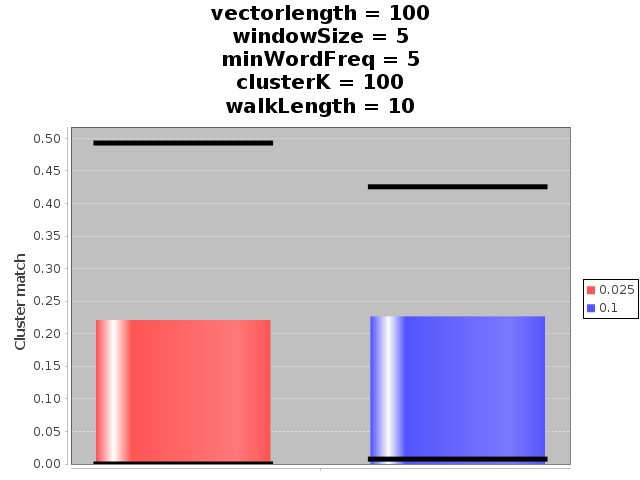 vectorlength = 100
windowSize = 5
minWordFreq = 5
clusterK = 100
walkLength = 10
0.50
0.45
0.40
0.35
0.30
0.25
0.20
0.15
0.10
0.05
0.00
Cluster match
0.025
0.1